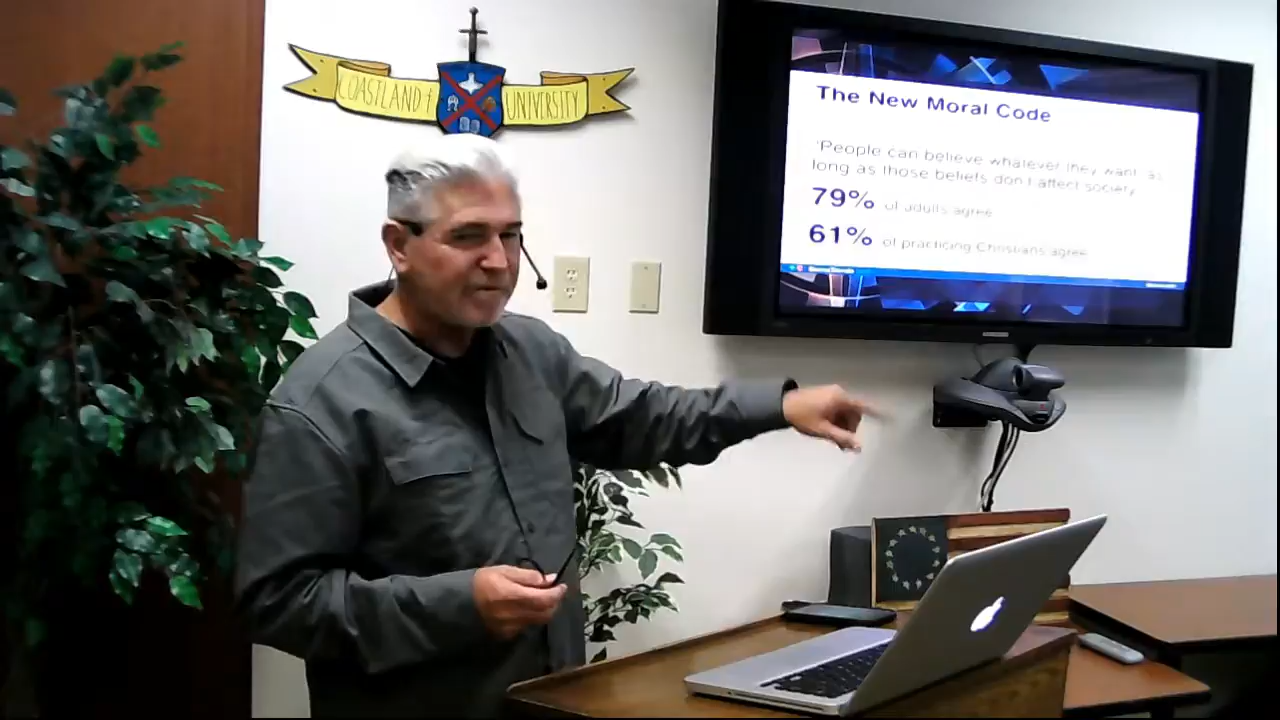 COASTLAND UNIVERSITY
The New Moral Code
"People can believe whatever they want, as
long as those beliefs don't affect society
79% of adults agree
61% of practicing Christians agree